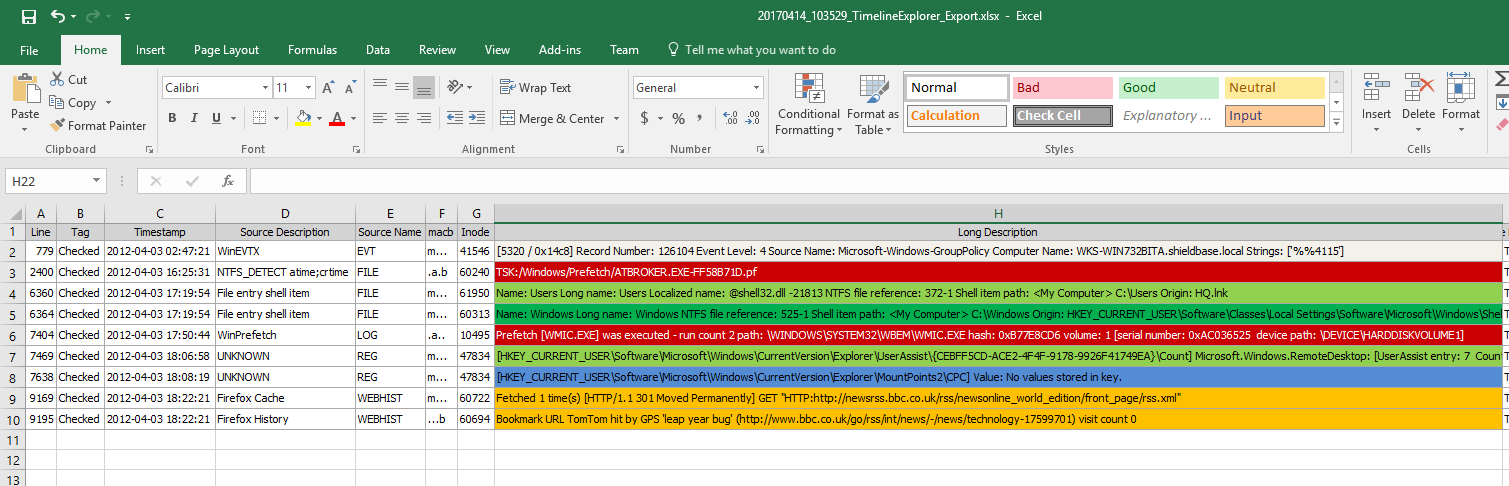 20170414_103529_TimelineExplorer_Export.xlsx - Excel
File Home Insert Page Layout Formulas Data Review View Add-ins Team Tell me what you want to do
Paste
Cut
Copy
Format Painter
Clipboard
Calibri 11
B I U
Font
Wrap Text
Merge & Center
Alignment
General
$ % ,
Number
Conditional Formatting
Format as Table
Normal Bad Good Neutral
Calculation Check Cell Explanatory ... Input
Styles
Insert Delete Format
Cells
H22 fx
A B C D E F G H
1 Line Tag Timestamp Source Description Source Name macb Inode Long Description
2 779 Checked 2012-04-03 02:47:21 WinEVTX EVT m... 41546 [5320 / 0x14c8] Record Number: 126104 Event Level: 4 Source Name: Microsoft-Windows-GroupPolicy Computer Name: WKS-WIN732BITA.shieldbase.local Strings: ['%%4115']
3 2400 Checked 2012-04-03 16:25:31 NTFS_DETECT atime;crtime FILE .a.b 60240 TSK:/Windows/Prefetch/ATBROKER.EXE-FF58B71D.pf
4 6360 Checked 2012-04-03 17:19:54 File entry shell item FILE m... 61950 Name: Users Long name: Users Localized name: @shell32.dll -21813 NTFS file reference: 372-1 Shell item path: <My Computer> C:\Users Origin: HQ.lnk
5 6364 Checked 2012-04-03 17:19:54 File entry shell item FILE m... 60313 Name: Windows Long name: Windows NTFS file reference: 525-1 Shell item path: <My Computer> C:\Windows Origin: HKEY_CURRENT_USER\Software\Classes\Local Settings\Software\Microsoft\Windows\She
6 7404 Checked 2012-04-03 17:50:44 WinPrefetch LOG .a.. 10495 Prefetch [WMIC.EXE] was executed - run count 2 path: \WINDOWS\SYSTEM32\WBEM\WMIC.EXE hash: 0xB77E8CD6 volume: 1 [serial number: 0xAC036525 device path: \DEVICE\HARDDISKVOLUME1]
7 7469 Checked 2012-04-03 18:06:58 UNKNOWN REG m... 47834 [HKEY_CURRENT_USER\Software\Microsoft\Windows\CurrentVersion\Explorer\UserAssist\{CEBFF5CD-ACE2-4F4F-9178-9926F41749EA}\Count] Microsoft.Windows.RemoteDesktop: [UserAssist entry: 7 Coun
8 7638 Checked 2012-04-03 18:08:19 UNKNOWN REG m... 47834 [HKEY_CURRENT_USER\Software\Microsoft\Windows\CurrentVersion\Explorer\MountPoints2\CPC] Value: No values stored in key.
9 9169 Checked 2012-04-03 18:22:21 Firefox Cache WEBHIST m... 60722 Fetched 1 time(s) [HTTP/1.1 301 Moved Permanently] GET "HTTP:http://newsrss.bbc.co.uk/rss/newsonline_world_edition/front_page/rss.xml"
10 9195 Checked 2012-04-03 18:22:21 Firefox History WEBHIST ...b 60694 Bookmark URL TomTom hit by GPS 'leap year bug' (http://www.bbc.co.uk/go/rss/int/news/-/news/technology-17599701) visit count 0
11
12
13